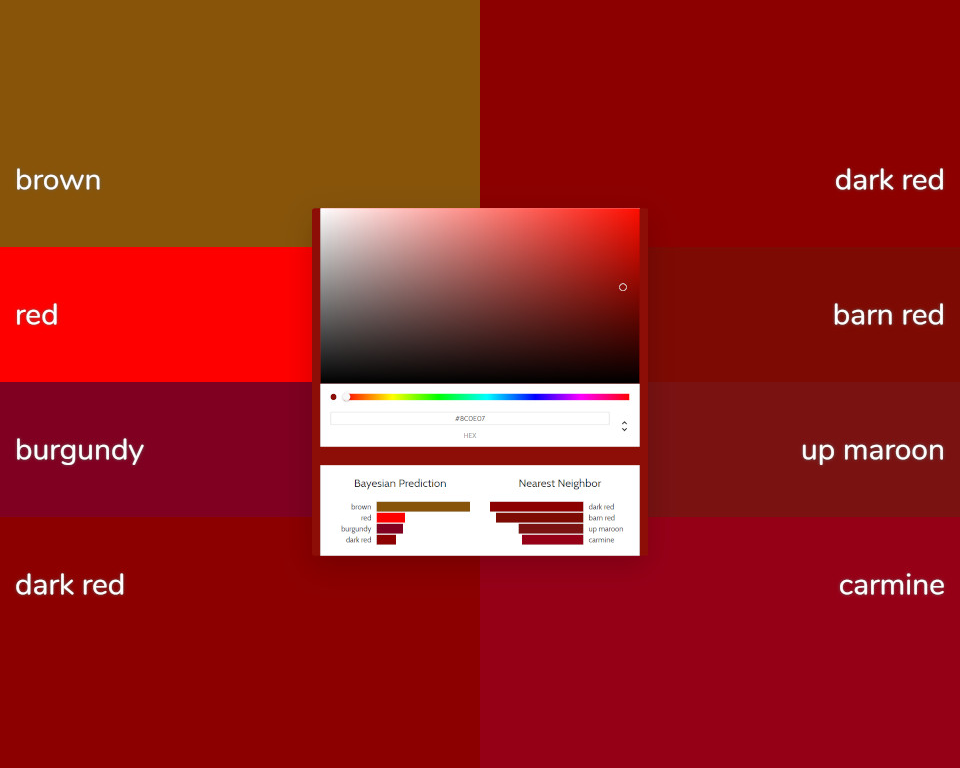 brown
dark red
red
barn red
burgundy
up maroon
dark red
carmine
#8C0E07
HEX
Bayesian Prediction
brown
red
burgundy
dark red
Nearest Neighbor
dark red
barn red
up maroon
carmine